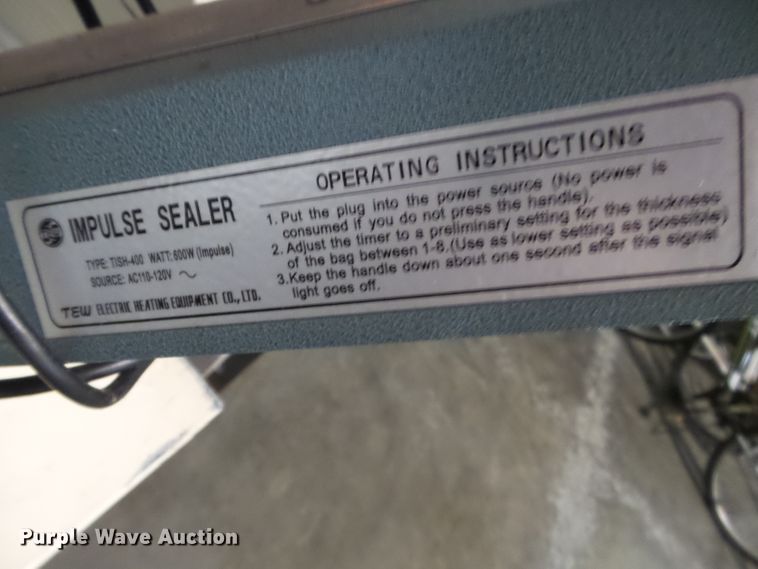 IMPULSE SEALER
TYPE: TISH-400 WATT: 600W (Impulse)
SOURCE: AC110-120V ~
TEW ELECTRIC HEATING EQUIPMENT CO., LTD.
OPERATING INSTRUCTIONS
1. Put the plug into the power source (No power is
consumed if you do not press the handle).
2. Adjust the timer to a preliminary setting for the thickness
of the bag between 1-8.(Use as lower setting as possible)
3.Keep the handle down about one second after the signal
light goes off.
Purple Wave Auction